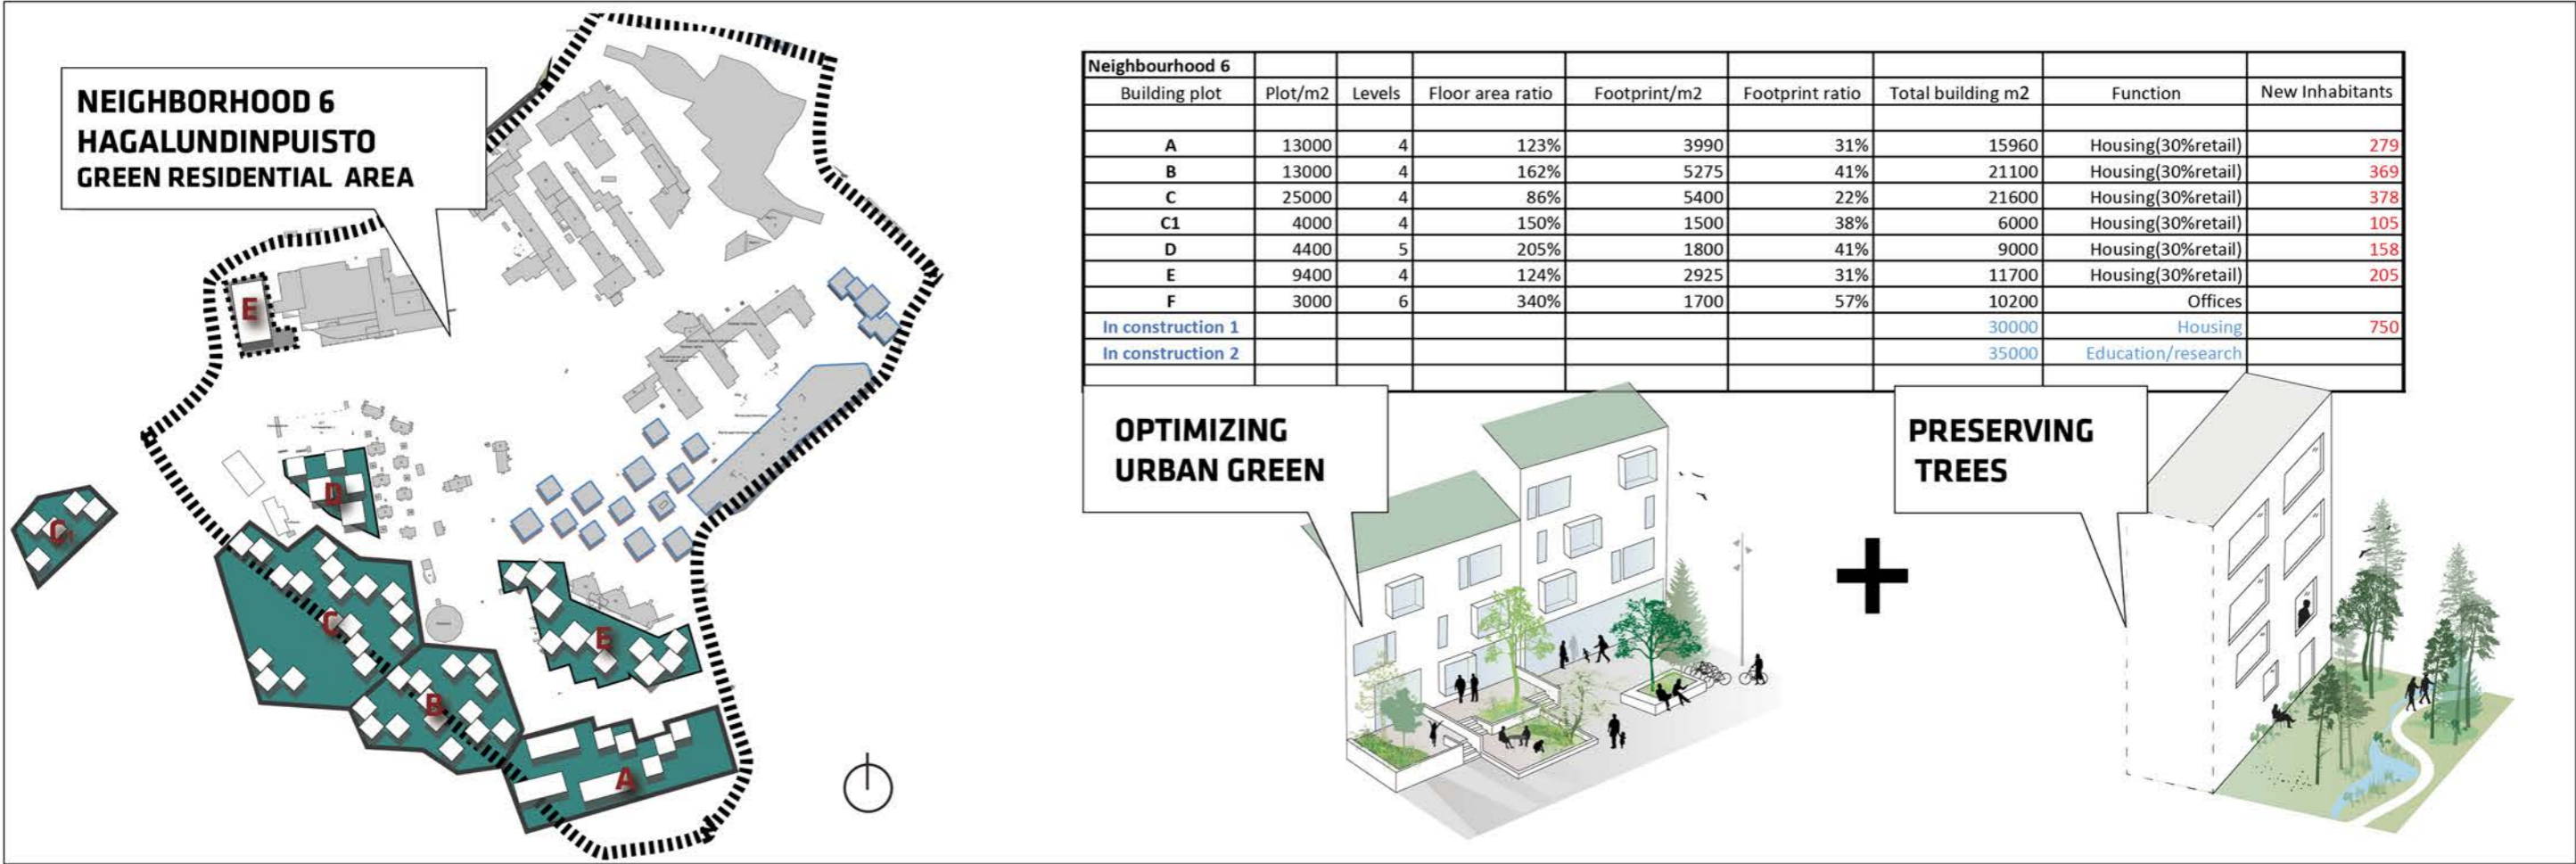 NEIGHBORHOOD 6
HAGALUNDINPUISTO
GREEN RESIDENTIAL AREA
E
D
C1
C
B
E
A
Neighbourhood 6
Building plot Plot/m2 Levels Floor area ratio Footprint/m2 Footprint ratio Total building m2 Function New Inhabitants
A 13000 4 123% 3990 31% 15960 Housing(30%retail) 279
B 13000 4 162% 5275 41% 21100 Housing(30%retail) 369
C 25000 4 86% 5400 22% 21600 Housing(30%retail) 378
C1 4000 4 150% 1500 38% 6000 Housing(30%retail) 105
D 4400 5 205% 1800 41% 9000 Housing(30%retail) 158
E 9400 4 124% 2925 31% 11700 Housing(30%retail) 205
F 3000 6 340% 1700 57% 10200 Offices
In construction 1 30000 Housing 750
In construction 2 35000 Education/research
OPTIMIZING
URBAN GREEN
+
PRESERVING
TREES